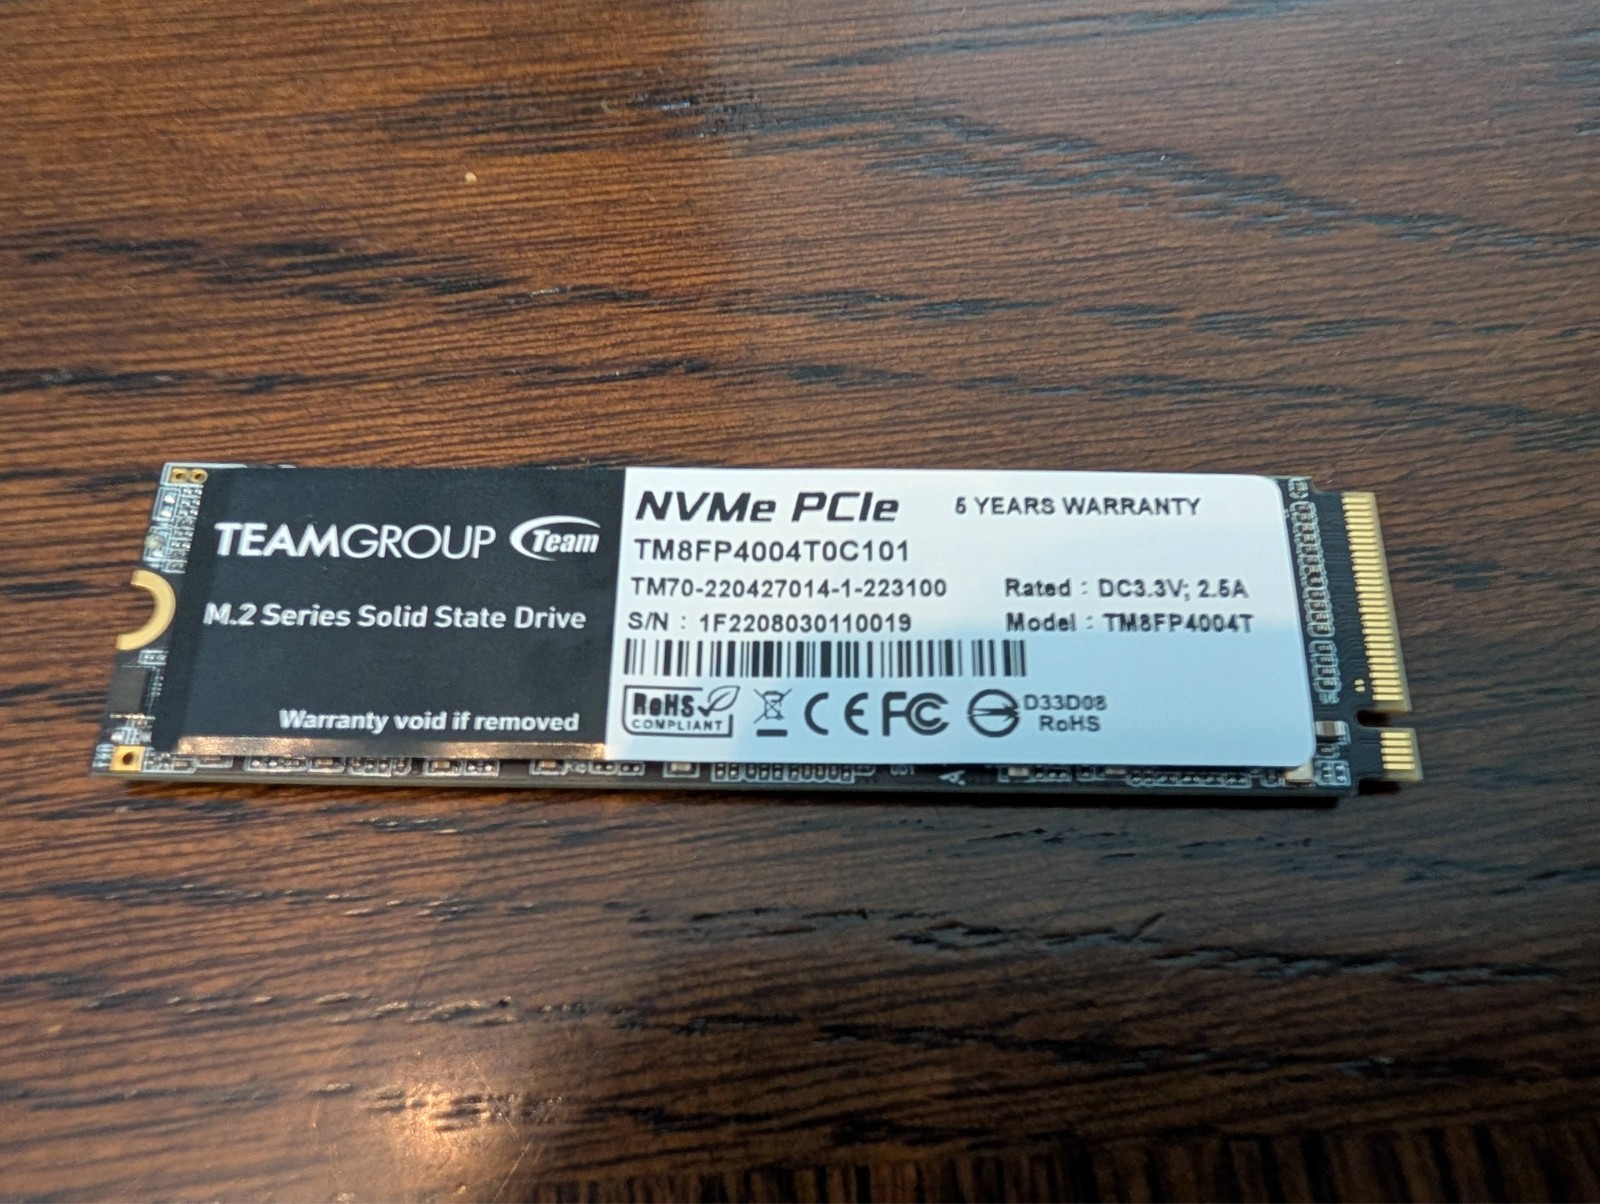 TEAMGROUP Team
M.2 Series Solid State Drive
Warranty void if removed
NVMe PCIe 5 YEARS WARRANTY
TM8FP4004T0C101
TM70-220427014-1-223100 Rated : DC3.3V; 2.5A
S/N : 1F2208030110019 Model : TM8FP4004T
RoHS
COMPLIANT
CE FC D33D08
RoHS